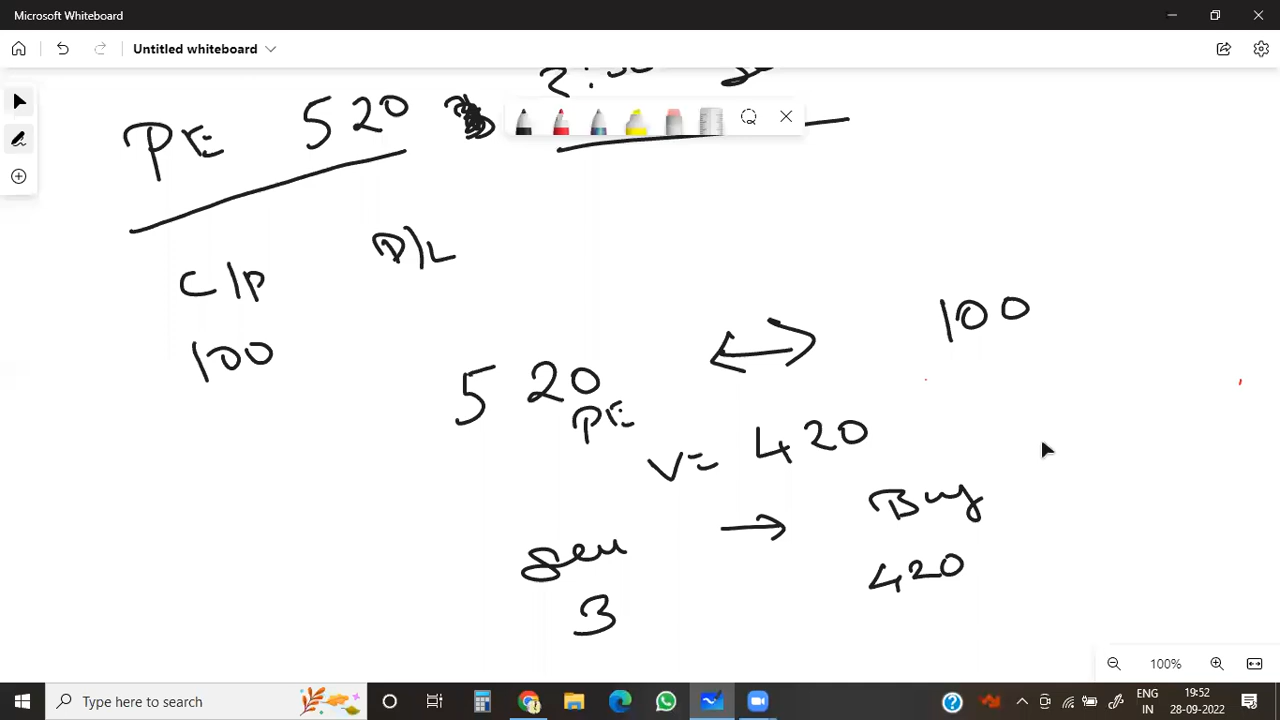 Microsoft Whiteboard
Untitled whiteboard
PE 520
C/P P/L
100
100
520
PE
V= 420
Sell → Buy
3 420
100%
Type here to search
ENG
IN
19:52
28-09-2022